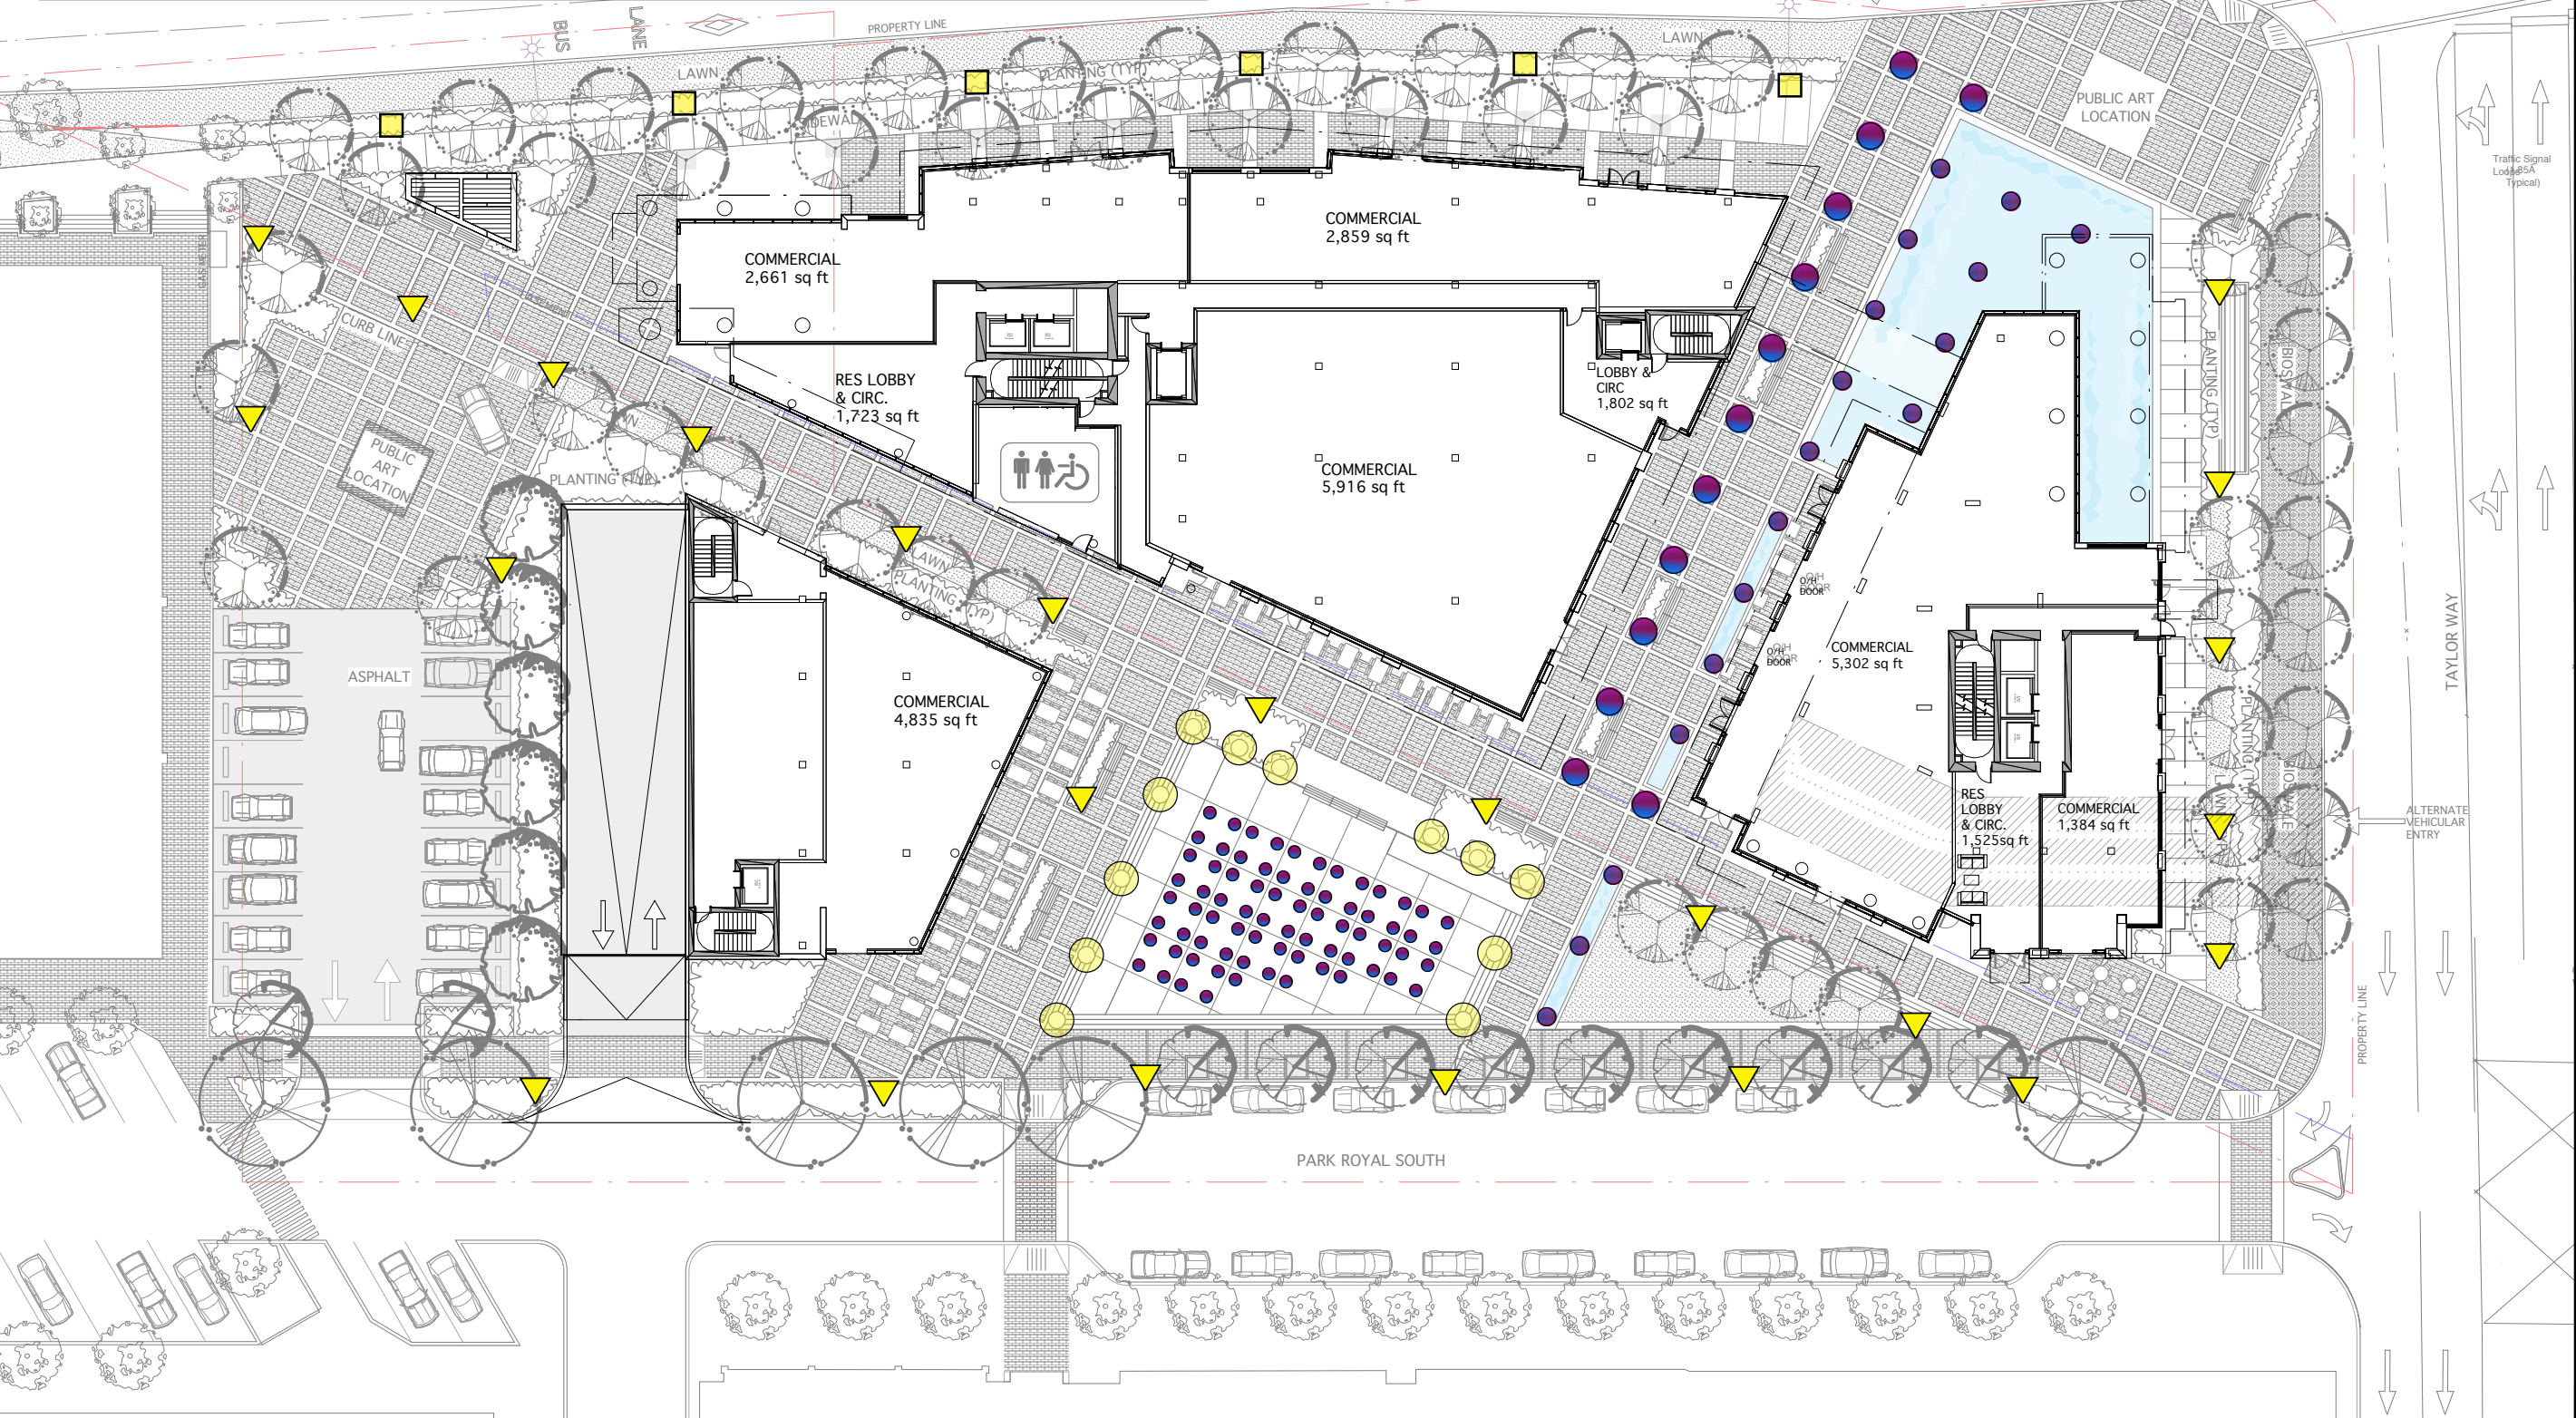 BUS
LANE
PROPERTY LINE
LAWN
LAWN
PLANTING (TYP)
PUBLIC ART
LOCATION
Traffic Signal
Typical)
COMMERCIAL
2,859 sq ft
COMMERCIAL
2,661 sq ft
CURB LINE
RES LOBBY
& CIRC.
1,723 sq ft
LOBBY &
CIRC
1,802 sq ft
PLANTING (TYP)
BIOSWALE
PUBLIC
ART
LOCATION
PLANTING (TYP)
COMMERCIAL
5,916 sq ft
LAWN
PLANTING (TYP)
O/H
DOOR
O/H
DOOR
COMMERCIAL
5,302 sq ft
TAYLOR WAY
ASPHALT
COMMERCIAL
4,835 sq ft
PLANTING (TYP)
LAWN
BIOSWALE
RES
LOBBY
& CIRC.
1,525sq ft
COMMERCIAL
1,384 sq ft
ALTERNATE
VEHICULAR
ENTRY
PROPERTY LINE
PARK ROYAL SOUTH